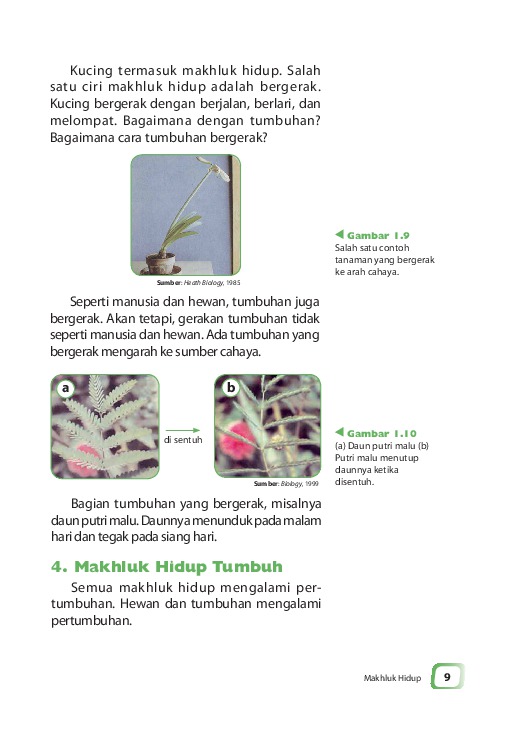 Kucing termasuk makhluk hidup. Salah
satu ciri makhluk hidup adalah bergerak.
Kucing bergerak dengan berjalan, berlari, dan
melompat. Bagaimana dengan tumbuhan?
Bagaimana cara tumbuhan bergerak?
Gambar 1.9
Salah satu contoh
tanaman yang bergerak
ke arah cahaya.
Sumber: Heath Biology, 1985
Seperti manusia dan hewan, tumbuhan juga
bergerak. Akan tetapi, gerakan tumbuhan tidak
seperti manusia dan hewan. Ada tumbuhan yang
bergerak mengarah ke sumber cahaya.
a
di sentuh
b
Gambar 1.10
(a) Daun putri malu (b)
Putri malu menutup
daunnya ketika
disentuh.
Sumber: Biology, 1999
Bagian tumbuhan yang bergerak, misalnya
daun putri malu. Daunnya menunduk pada malam
hari dan tegak pada siang hari.
4. Makhluk Hidup Tumbuh
Semua makhluk hidup mengalami per-
tumbuhan. Hewan dan tumbuhan mengalami
pertumbuhan.
Makhluk Hidup 9